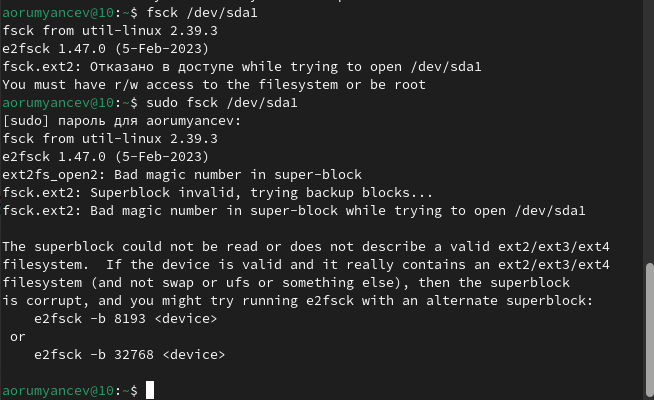 aorumyancev@10:~$ fsck /dev/sda1
fsck from util-linux 2.39.3
e2fsck 1.47.0 (5-Feb-2023)
fsck.ext2: Отказано в доступе while trying to open /dev/sda1
You must have r/w access to the filesystem or be root
aorumyancev@10:~$ sudo fsck /dev/sda1
[sudo] пароль для aorumyancev:
fsck from util-linux 2.39.3
e2fsck 1.47.0 (5-Feb-2023)
ext2fs_open2: Bad magic number in super-block
fsck.ext2: Superblock invalid, trying backup blocks...
fsck.ext2: Bad magic number in super-block while trying to open /dev/sda1
The superblock could not be read or does not describe a valid ext2/ext3/ext4
filesystem.  If the device is valid and it really contains an ext2/ext3/ext4
filesystem (and not swap or ufs or something else), then the superblock
is corrupt, and you might try running e2fsck with an alternate superblock:
    e2fsck -b 8193 <device>
 or
    e2fsck -b 32768 <device>
aorumyancev@10:~$